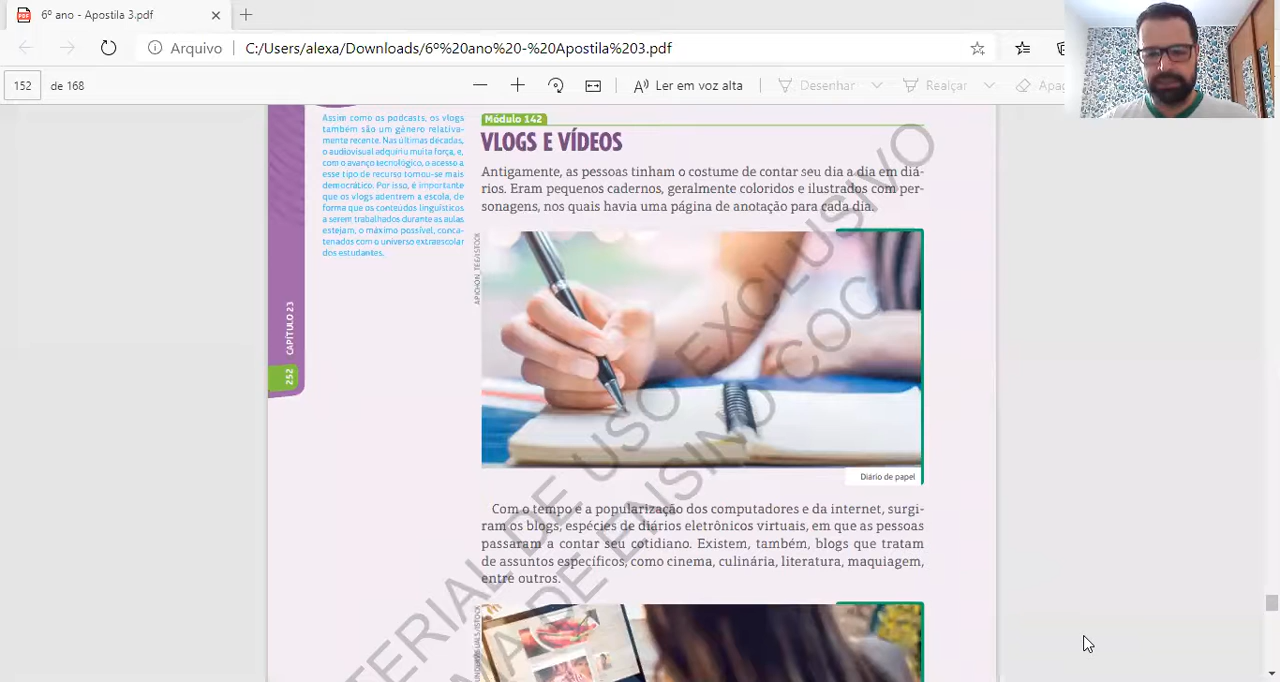 6º ano - Apostila 3.pdf
Arquivo
C:/Users/alexa/Downloads/6º%20ano%20-%20Apostila%203.pdf
152 de 168
Ler em voz alta
Desenhar
Realçar
Apag
Assim como os podcasts, os vlogs
também são um gênero relativa-
mente recente. Nas últimas décadas,
o audiovisual adquiriu muita força, e,
com o avanço tecnológico, o acesso a
esse tipo de recurso tornou-se mais
democrático. Por isso, é importante
que os vlogs adentrem a escola, de
forma que os conteúdos linguísticos
a serem trabalhados durante as aulas
estejam, o máximo possível, conca-
tenados com o universo extraescolar
dos estudantes.
CAPÍTULO 23
252
Módulo 142
VLOGS E VÍDEOS
Antigamente, as pessoas tinham o costume de contar seu dia a dia em diá-
rios. Eram pequenos cadernos, geralmente coloridos e ilustrados com per-
sonagens, nos quais havia uma página de anotação para cada dia.
Diário de papel
Com o tempo e a popularização dos computadores e da internet, surgi-
ram os blogs, espécies de diários eletrônicos virtuais, em que as pessoas
passaram a contar seu cotidiano. Existem, também, blogs que tratam
de assuntos específicos, como cinema, culinária, literatura, maquiagem,
entre outros.
TERIAL DE USO EXCLUSIVO
MA DE ENSINO COC